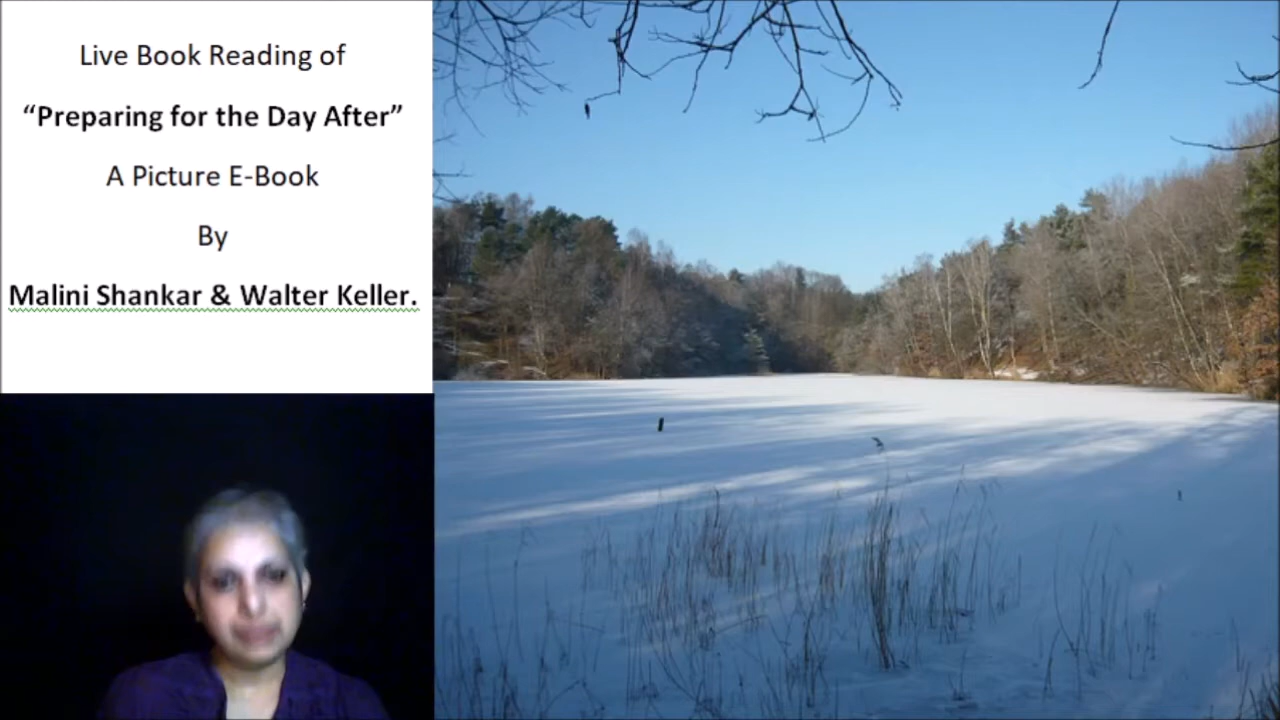 Live Book Reading of
“Preparing for the Day After”
A Picture E-Book
By
Malini Shankar & Walter Keller.